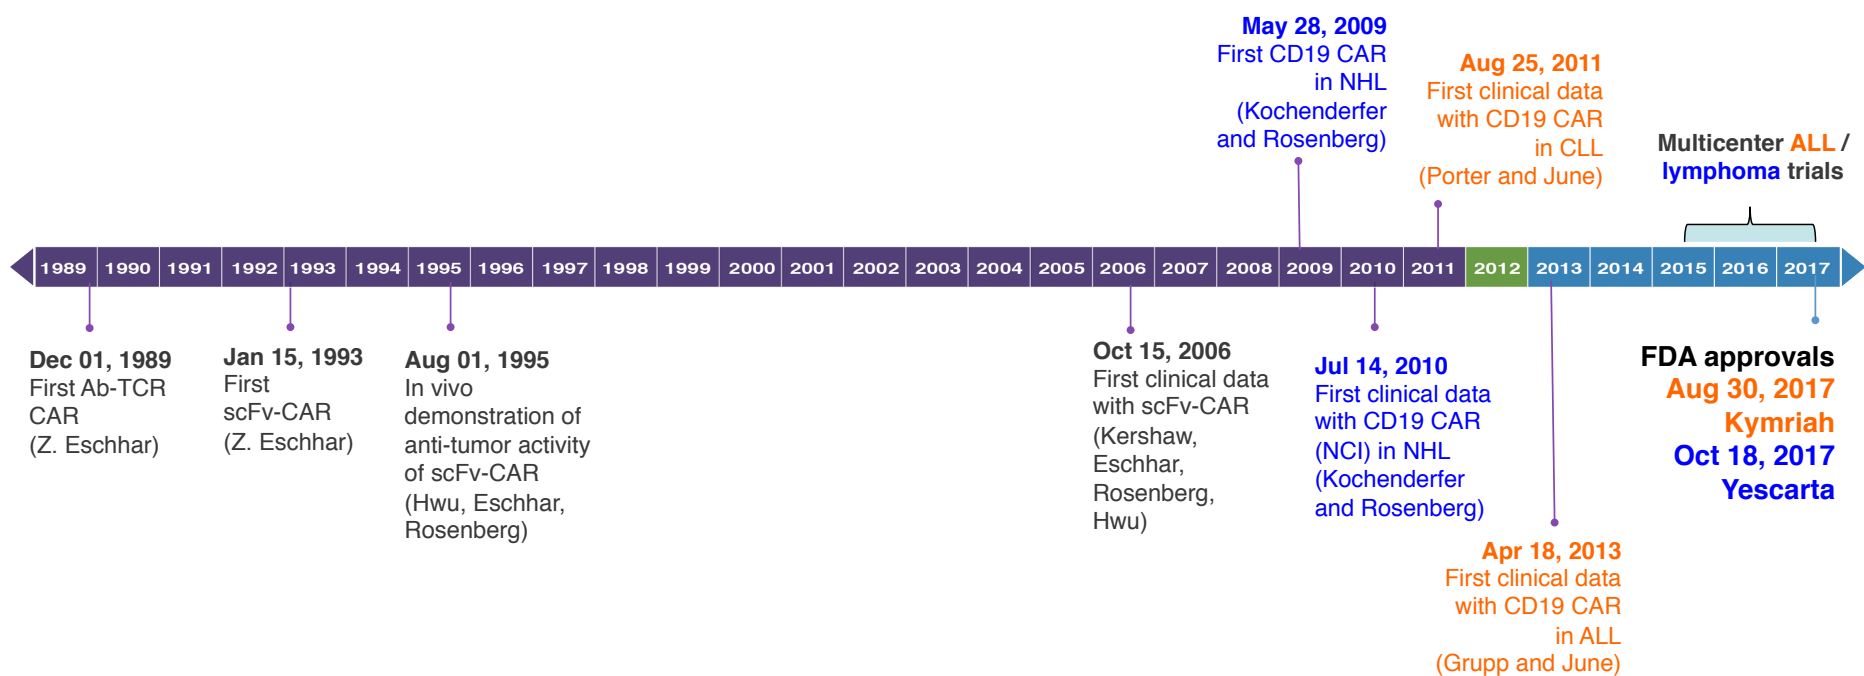 May 28, 2009
First CD19 CAR
in NHL
(Kochenderfer
and Rosenberg)
Aug 25, 2011
First clinical data
with CD19 CAR
in CLL
(Porter and June)
Multicenter ALL /
lymphoma trials
1989 1990 1991 1992 1993 1994 1995 1996 1997 1998 1999 2000 2001 2002 2003 2004 2005 2006 2007 2008 2009 2010 2011 2012 2013 2014 2015 2016 2017
Dec 01, 1989
First Ab-TCR
CAR
(Z. Eschhar)
Jan 15, 1993
First
scFv-CAR
(Z. Eschhar)
Aug 01, 1995
In vivo
demonstration of
anti-tumor activity
of scFv-CAR
(Hwu, Eschhar,
Rosenberg)
Oct 15, 2006
First clinical data
with scFv-CAR
(Kershaw,
Eschhar,
Rosenberg,
Hwu)
Jul 14, 2010
First clinical data
with CD19 CAR
(NCI) in NHL
(Kochenderfer
and Rosenberg)
Apr 18, 2013
First clinical data
with CD19 CAR
in ALL
(Grupp and June)
FDA approvals
Aug 30, 2017
Kymriah
Oct 18, 2017
Yescarta